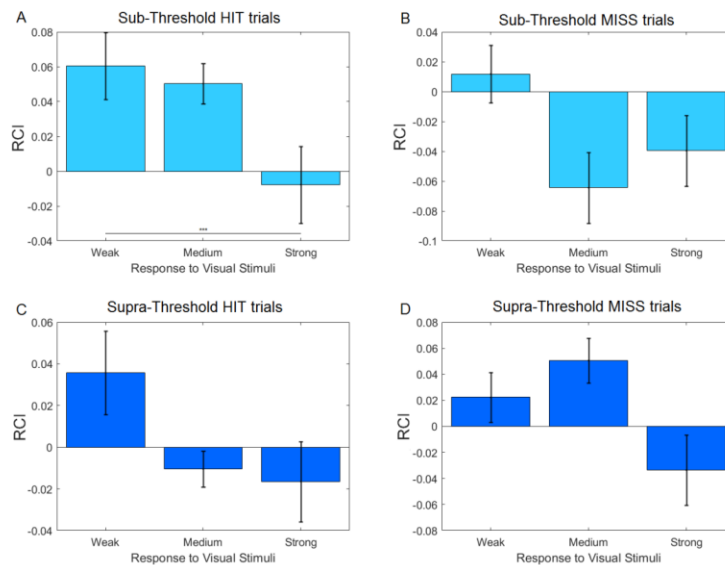 A
Sub-Threshold HIT trials
0.08
0.06
0.04
0.02
0
-0.02
-0.04
RCI
***
Weak Medium Strong
Response to Visual Stimuli
B
Sub-Threshold MISS trials
0.04
0.02
0
-0.02
-0.04
-0.06
-0.08
-0.1
RCI
Weak Medium Strong
Response to Visual Stimuli
C
Supra-Threshold HIT trials
0.06
0.04
0.02
0
-0.02
-0.04
RCI
Weak Medium Strong
Response to Visual Stimuli
D
Supra-Threshold MISS trials
0.08
0.06
0.04
0.02
0
-0.02
-0.04
-0.06
-0.08
RCI
Weak Medium Strong
Response to Visual Stimuli